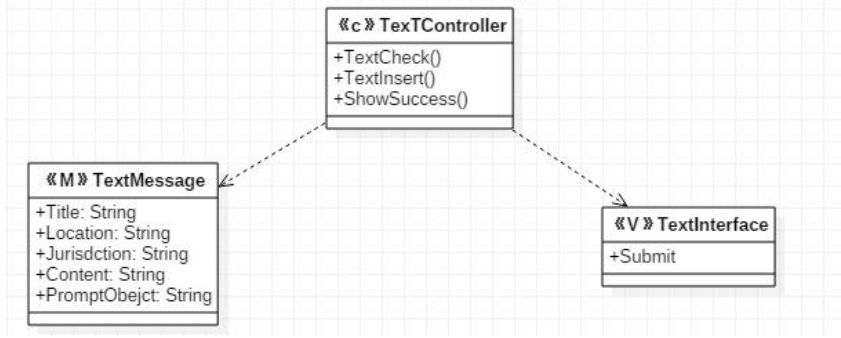 《c》TexTController
+TextCheck()
+TextInsert()
+ShowSuccess()
《M》TextMessage
+Title: String
+Location: String
+Jurisdction: String
+Content: String
+PromptObejct: String
《V》TextInterface
+Submit